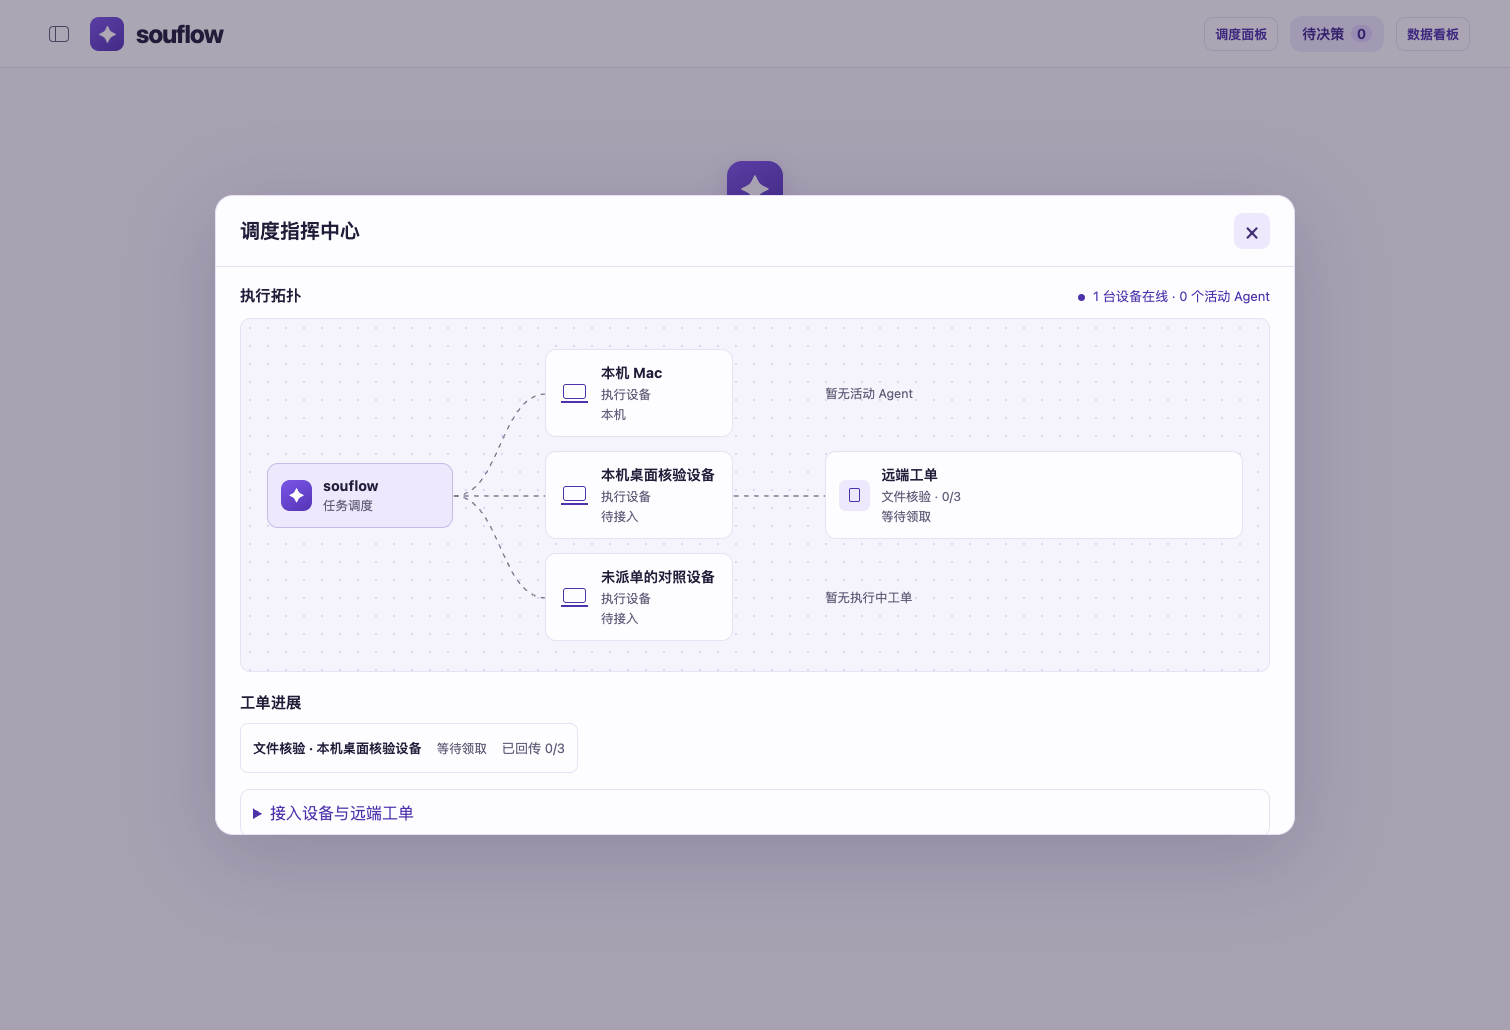 souflow
调度面板
待决策 0
数据看板
调度指挥中心
执行拓扑
1 台设备在线 · 0 个活动 Agent
souflow
任务调度
本机 Mac
执行设备
本机
暂无活动 Agent
本机桌面核验设备
执行设备
待接入
远端工单
文件核验 · 0/3
等待领取
未派单的对照设备
执行设备
待接入
暂无执行中工单
工单进展
文件核验 · 本机桌面核验设备 等待领取 已回传 0/3
接入设备与远端工单